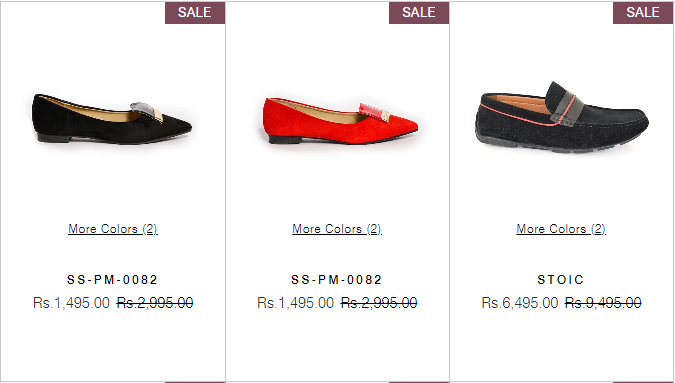 SALE SALE SALE
More Colors (2) More Colors (2) More Colors (2)
SS-PM-0082 SS-PM-0082 STOIC
Rs.1,495.00 Rs.2,995.00 Rs.1,495.00 Rs.2,995.00 Rs.6,495.00 Rs.9,495.00